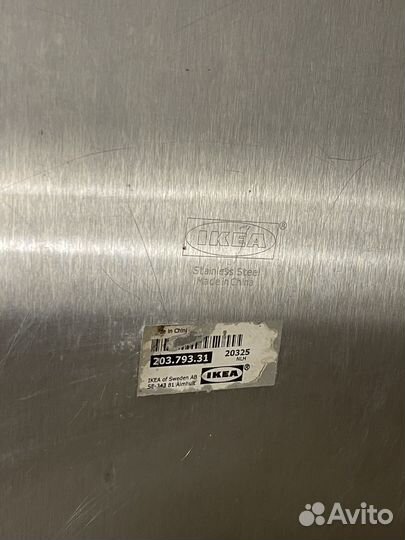 IKEA®
Stainless Steel
Made in China
in China
203.793.31
20325
NLH
IKEA of Sweden AB
SE-343 81 Älmhult
IKEA®
Avito